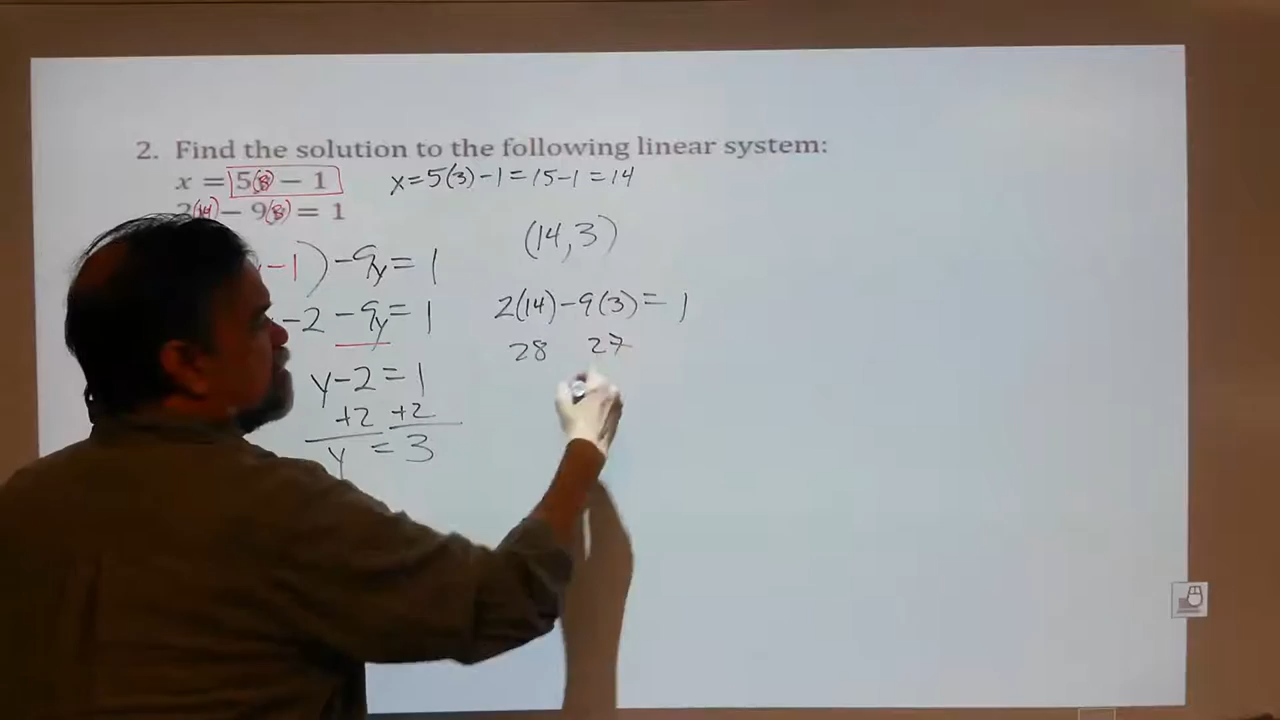 2. Find the solution to the following linear system:
x = 5(3) − 1
x=5(3)-1=15-1=14
2(14) − 9(3) = 1
-1)-9y=1
(14,3)
-2-9y=1
2(14)-9(3)=1
28 27
y-2=1
+2 +2
y=3